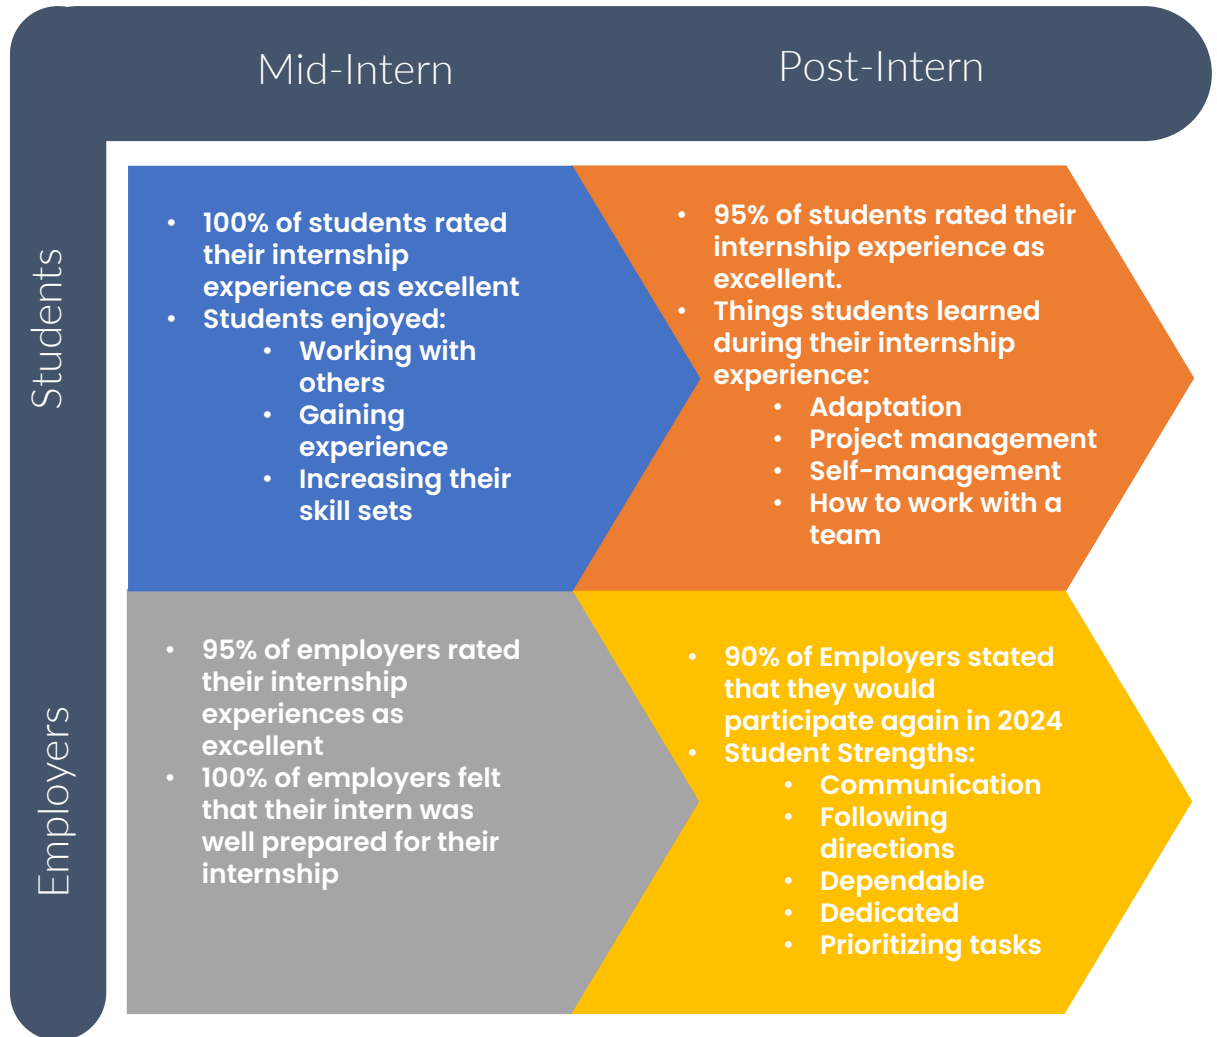 Mid-Intern
Post-Intern
Students
• 100% of students rated
their internship
experience as excellent
• Students enjoyed:
• Working with
others
• Gaining
experience
• Increasing their
skill sets
• 95% of students rated their
internship experience as
excellent.
• Things students learned
during their internship
experience:
• Adaptation
• Project management
• Self-management
• How to work with a
team
Employers
• 95% of employers rated
their internship
experiences as
excellent
• 100% of employers felt
that their intern was
well prepared for their
internship
• 90% of Employers stated
that they would
participate again in 2024
• Student Strengths:
• Communication
• Following
directions
• Dependable
• Dedicated
• Prioritizing tasks